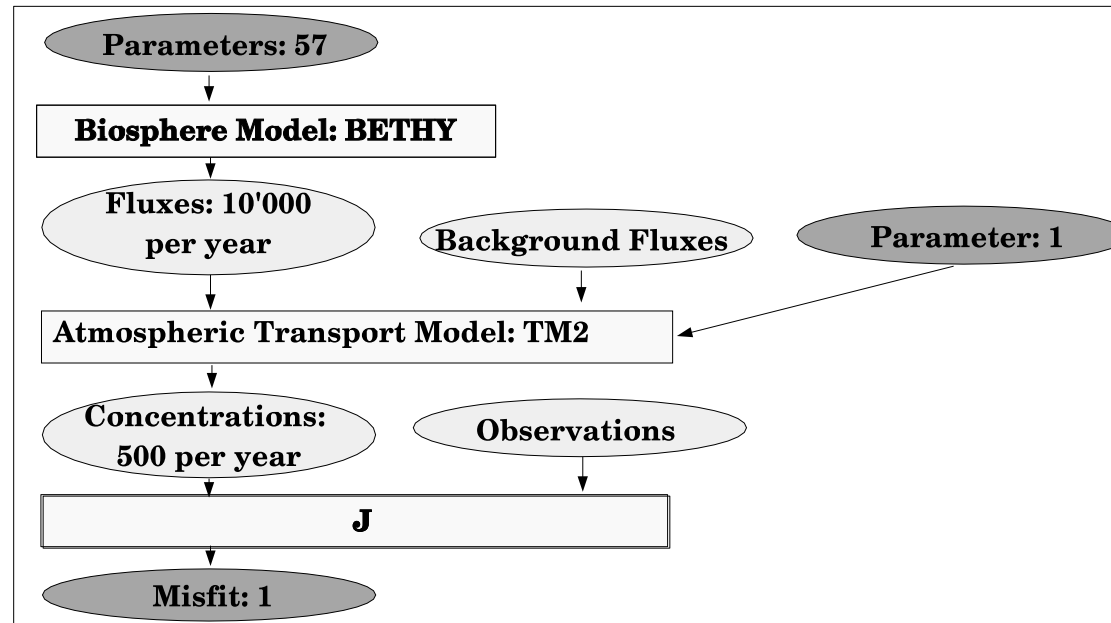 Parameters: 57
Biosphere Model: BETHY
Fluxes: 10'000
per year
Background Fluxes
Parameter: 1
Atmospheric Transport Model: TM2
Concentrations:
500 per year
Observations
J
Misfit: 1